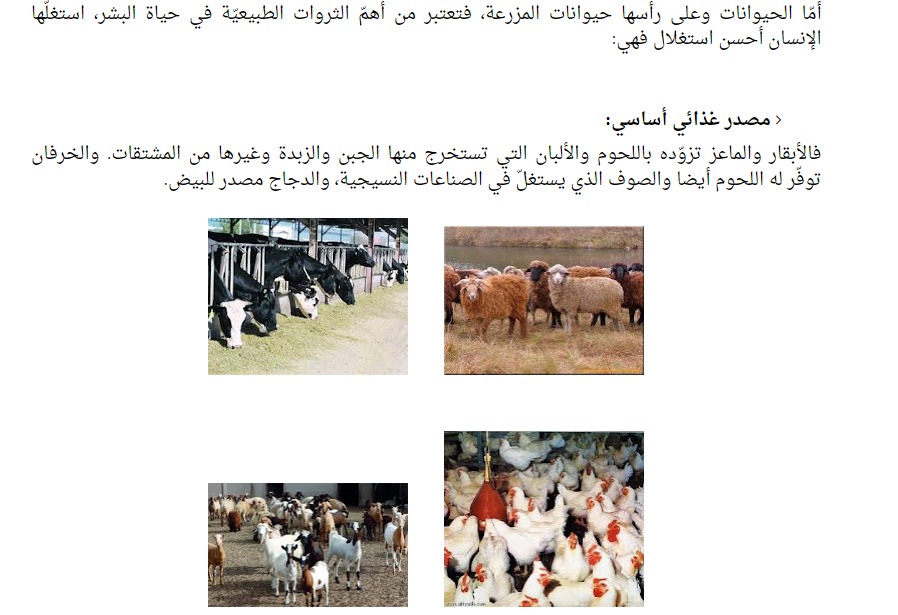 أمّا الحيوانات وعلى رأسها حيوانات المزرعة، فتعتبر من أهمّ الثروات الطبيعيّة في حياة البشر، استغلّها
الإنسان أحسن استغلال فهي:
› مصدر غذائي أساسي:
فالأبقار والماعز تزوّده باللحوم والألبان التي تستخرج منها الجبن والزبدة وغيرها من المشتقات. والخرفان
توفّر له اللحوم أيضا والصوف الذي يستغلّ في الصناعات النسيجية، والدجاج مصدر للبيض.